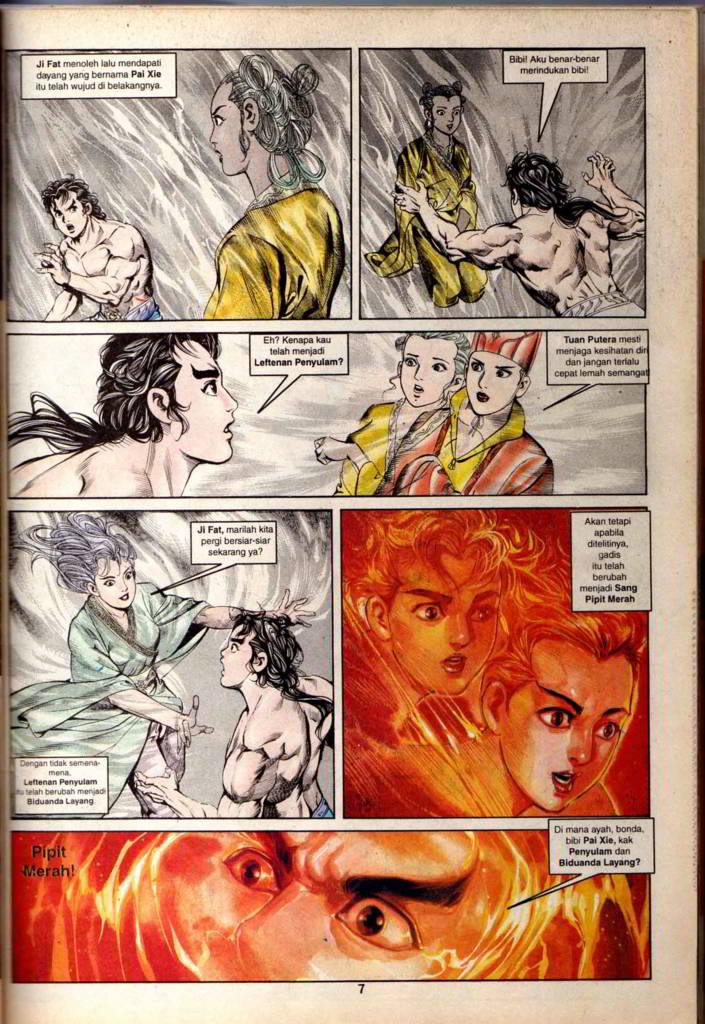 Ji Fat menoleh lalu mendapati
dayang yang bernama Pai Xie
itu telah wujud di belakangnya.
Bibi! Aku benar-benar
merindukan bibi!
Eh? Kenapa kau
telah menjadi
Leftenan Penyulam?
Tuan Putera mesti
menjaga kesihatan diri
dan jangan terlalu
cepat lemah semangat
Ji Fat, marilah kita
pergi bersiar-siar
sekarang ya?
Dengan tidak semena-
mena,
Leftenan Penyulam
itu telah berubah menjadi
Biduanda Layang.
Akan tetapi
apabila
ditelitinya,
gadis
itu telah
berubah
menjadi Sang
Pipit Merah
Pipit
Merah!
Di mana ayah, bonda,
bibi Pai Xie, kak
Penyulam dan
Biduanda Layang?
7